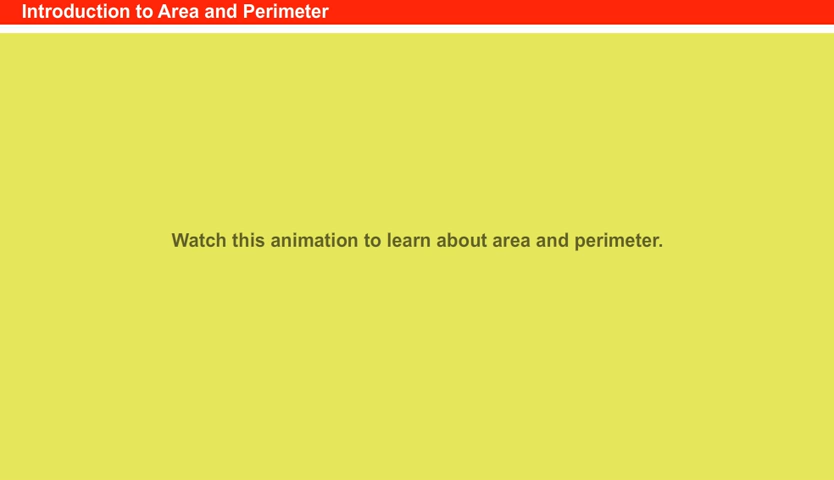 Introduction to Area and Perimeter
Watch this animation to learn about area and perimeter.